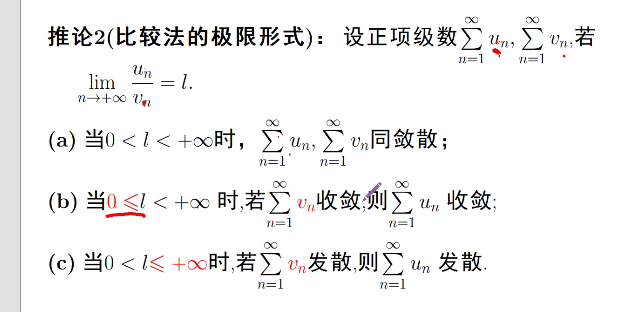 推论2(比较法的极限形式)： 设正项级数 $\sum_{n=1}^{\infty} u_n, \sum_{n=1}^{\infty} v_n$,若
$\lim_{n \to +\infty} \frac{u_n}{v_n} = l.$
(a) 当$0 < l < +\infty$时，$\sum_{n=1}^{\infty} u_n, \sum_{n=1}^{\infty} v_n$同敛散；
(b) 当$0 \leqslant l < +\infty$ 时,若$\sum_{n=1}^{\infty} v_n$收敛,则$\sum_{n=1}^{\infty} u_n$ 收敛;
(c) 当$0 < l \leqslant +\infty$时,若$\sum_{n=1}^{\infty} v_n$发散,则$\sum_{n=1}^{\infty} u_n$ 发散.